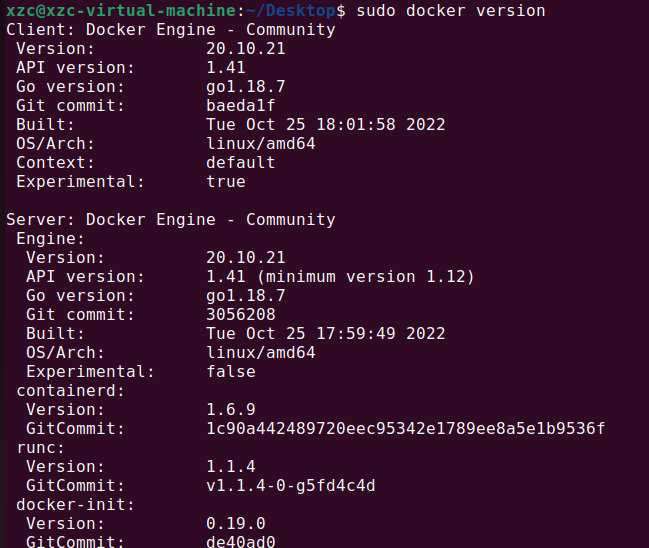 xzc@xzc-virtual-machine:~/Desktop$ sudo docker version
Client: Docker Engine - Community
Version: 20.10.21
API version: 1.41
Go version: go1.18.7
Git commit: baeda1f
Built: Tue Oct 25 18:01:58 2022
OS/Arch: linux/amd64
Context: default
Experimental: true
Server: Docker Engine - Community
Engine:
Version: 20.10.21
API version: 1.41 (minimum version 1.12)
Go version: go1.18.7
Git commit: 3056208
Built: Tue Oct 25 17:59:49 2022
OS/Arch: linux/amd64
Experimental: false
containerd:
Version: 1.6.9
GitCommit: 1c90a442489720eec95342e1789ee8a5e1b9536f
runc:
Version: 1.1.4
GitCommit: v1.1.4-0-g5fd4c4d
docker-init:
Version: 0.19.0
GitCommit: de40ad0